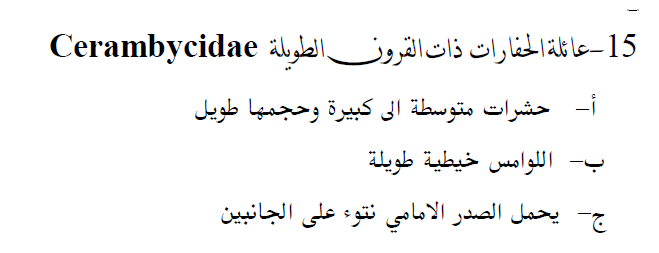 15-عائلة الحفارات ذات القرون الطويلة Cerambycidae
أ- حشرات متوسطة الى كبيرة وحجمها طويل
ب- اللوامس خيطية طويلة
ج- يحمل الصدر الامامي نتوء على الجانبين